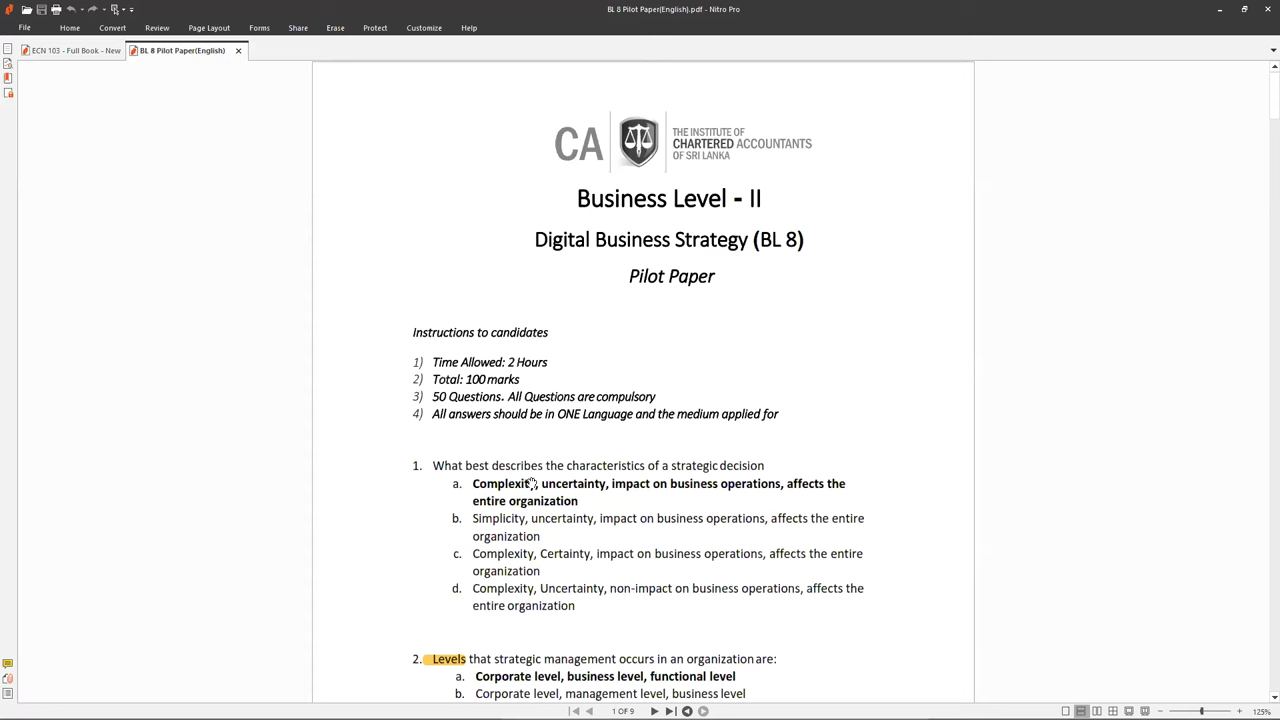 BL 8 Pilot Paper(English).pdf - Nitro Pro
File Home Convert Review Page Layout Forms Share Erase Protect Customize Help
ECN 103 - Full Book - New BL 8 Pilot Paper(English)
CA
THE INSTITUTE OF
CHARTERED ACCOUNTANTS
OF SRI LANKA
Business Level - II
Digital Business Strategy (BL 8)
Pilot Paper
Instructions to candidates
1) Time Allowed: 2 Hours
2) Total: 100 marks
3) 50 Questions. All Questions are compulsory
4) All answers should be in ONE Language and the medium applied for
1. What best describes the characteristics of a strategic decision
a. Complexity, uncertainty, impact on business operations, affects the
entire organization
b. Simplicity, uncertainty, impact on business operations, affects the entire
organization
c. Complexity, Certainty, impact on business operations, affects the entire
organization
d. Complexity, Uncertainty, non-impact on business operations, affects the
entire organization
2. Levels that strategic management occurs in an organization are:
a. Corporate level, business level, functional level
b. Corporate level, management level, business level
1 OF 9
125%